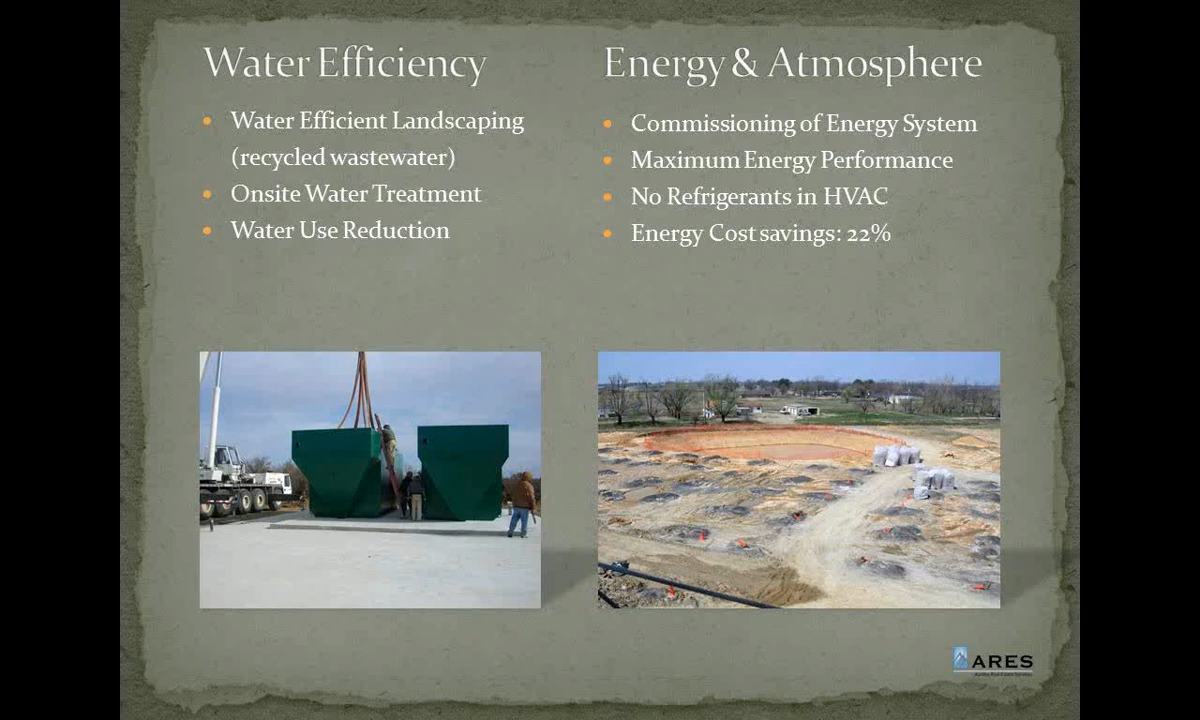 Water Efficiency
• Water Efficient Landscaping
(recycled wastewater)
• Onsite Water Treatment
• Water Use Reduction
Energy & Atmosphere
• Commissioning of Energy System
• Maximum Energy Performance
• No Refrigerants in HVAC
• Energy Cost savings: 22%
ARES